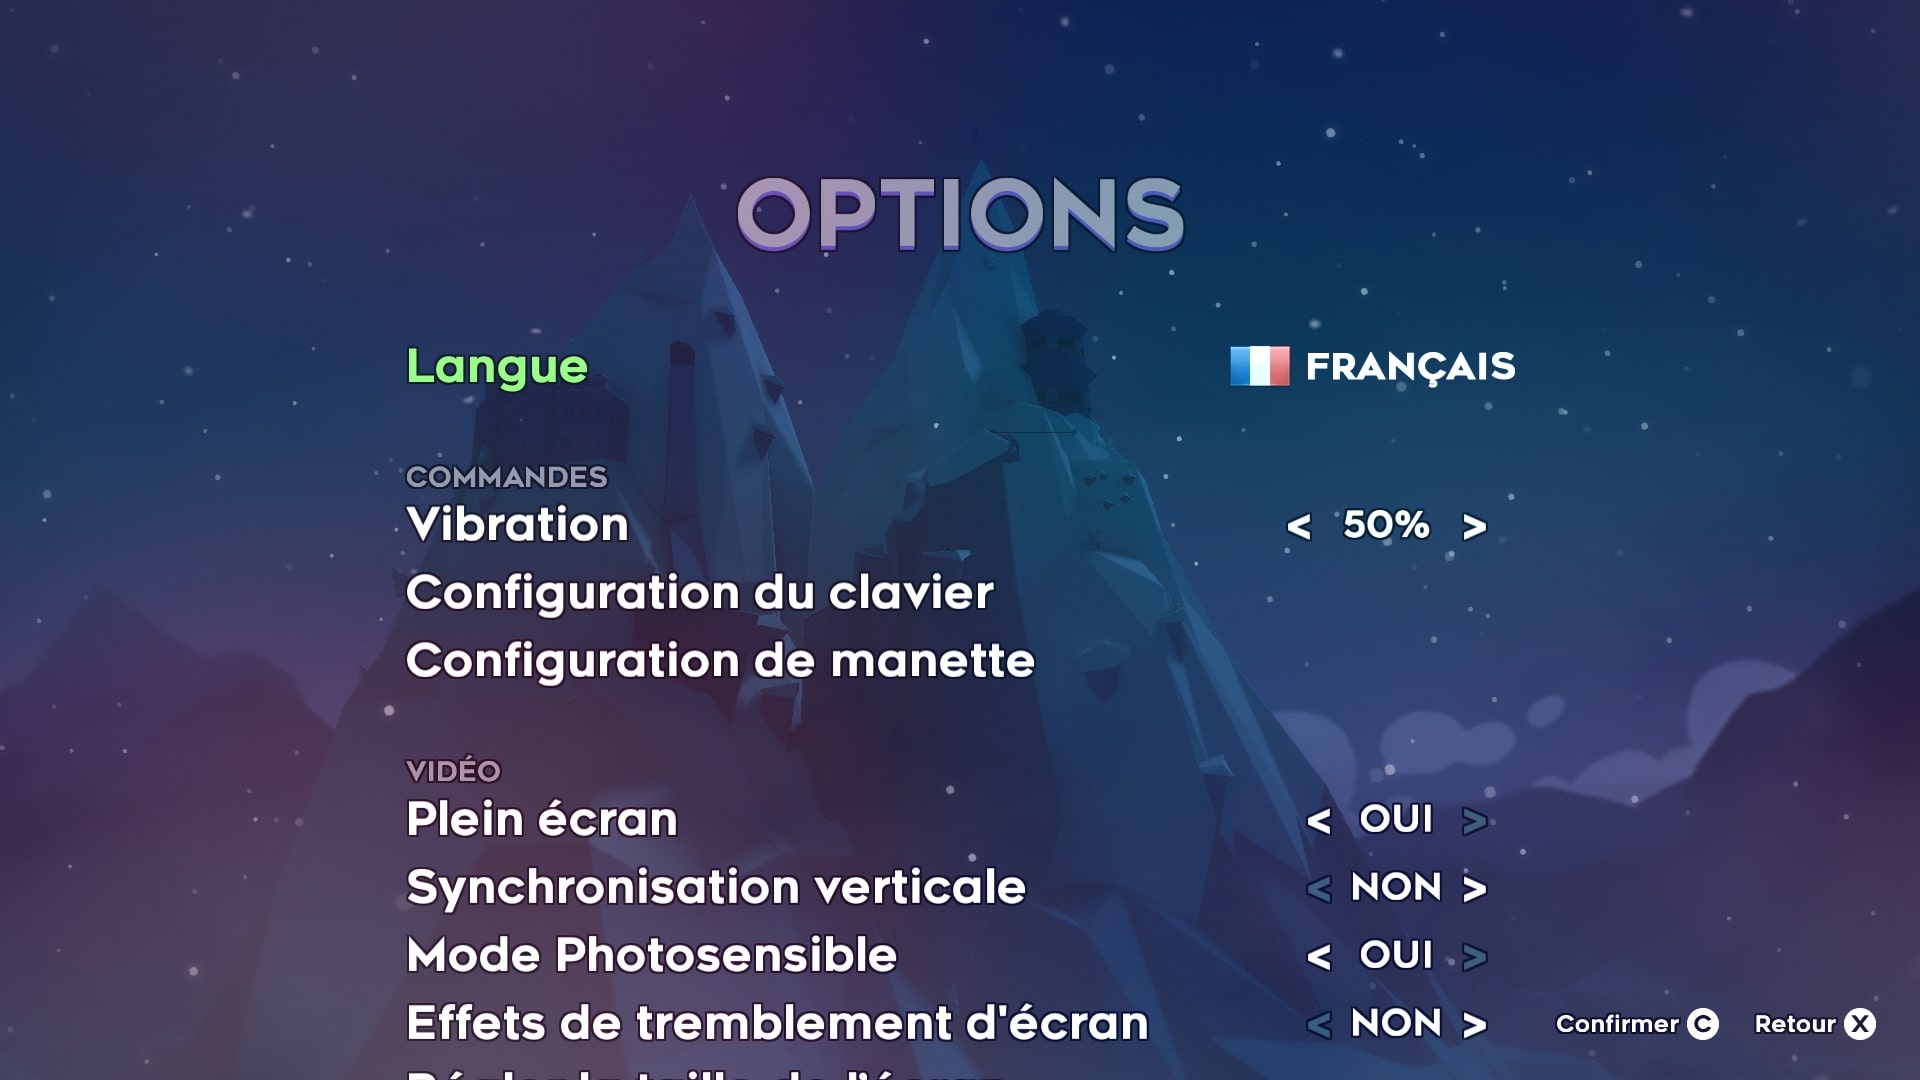 OPTIONS
Langue FRANÇAIS
COMMANDES
Vibration < 50% >
Configuration du clavier
Configuration de manette
VIDÉO
Plein écran < OUI >
Synchronisation verticale < NON >
Mode Photosensible < OUI >
Effets de tremblement d'écran < NON >
Confirmer C Retour X